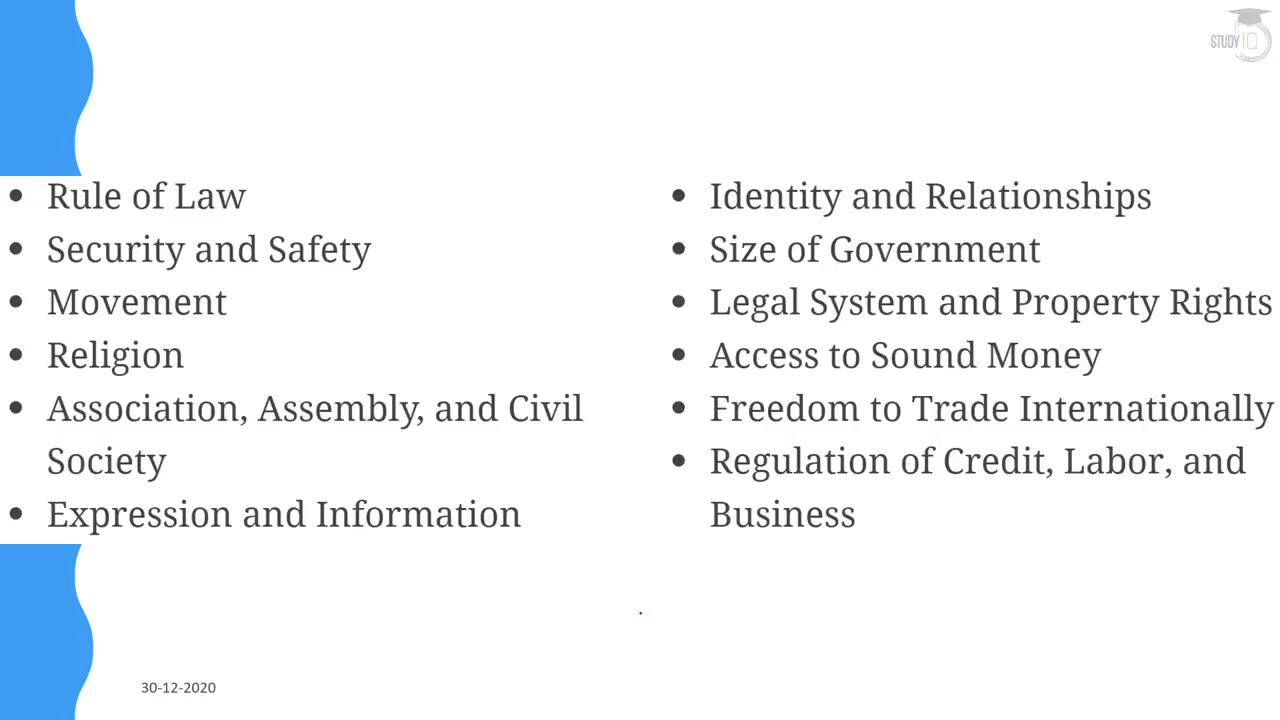 STUDY IQ
• Rule of Law
• Security and Safety
• Movement
• Religion
• Association, Assembly, and Civil
Society
• Expression and Information
• Identity and Relationships
• Size of Government
• Legal System and Property Rights
• Access to Sound Money
• Freedom to Trade Internationally
• Regulation of Credit, Labor, and
Business
30-12-2020